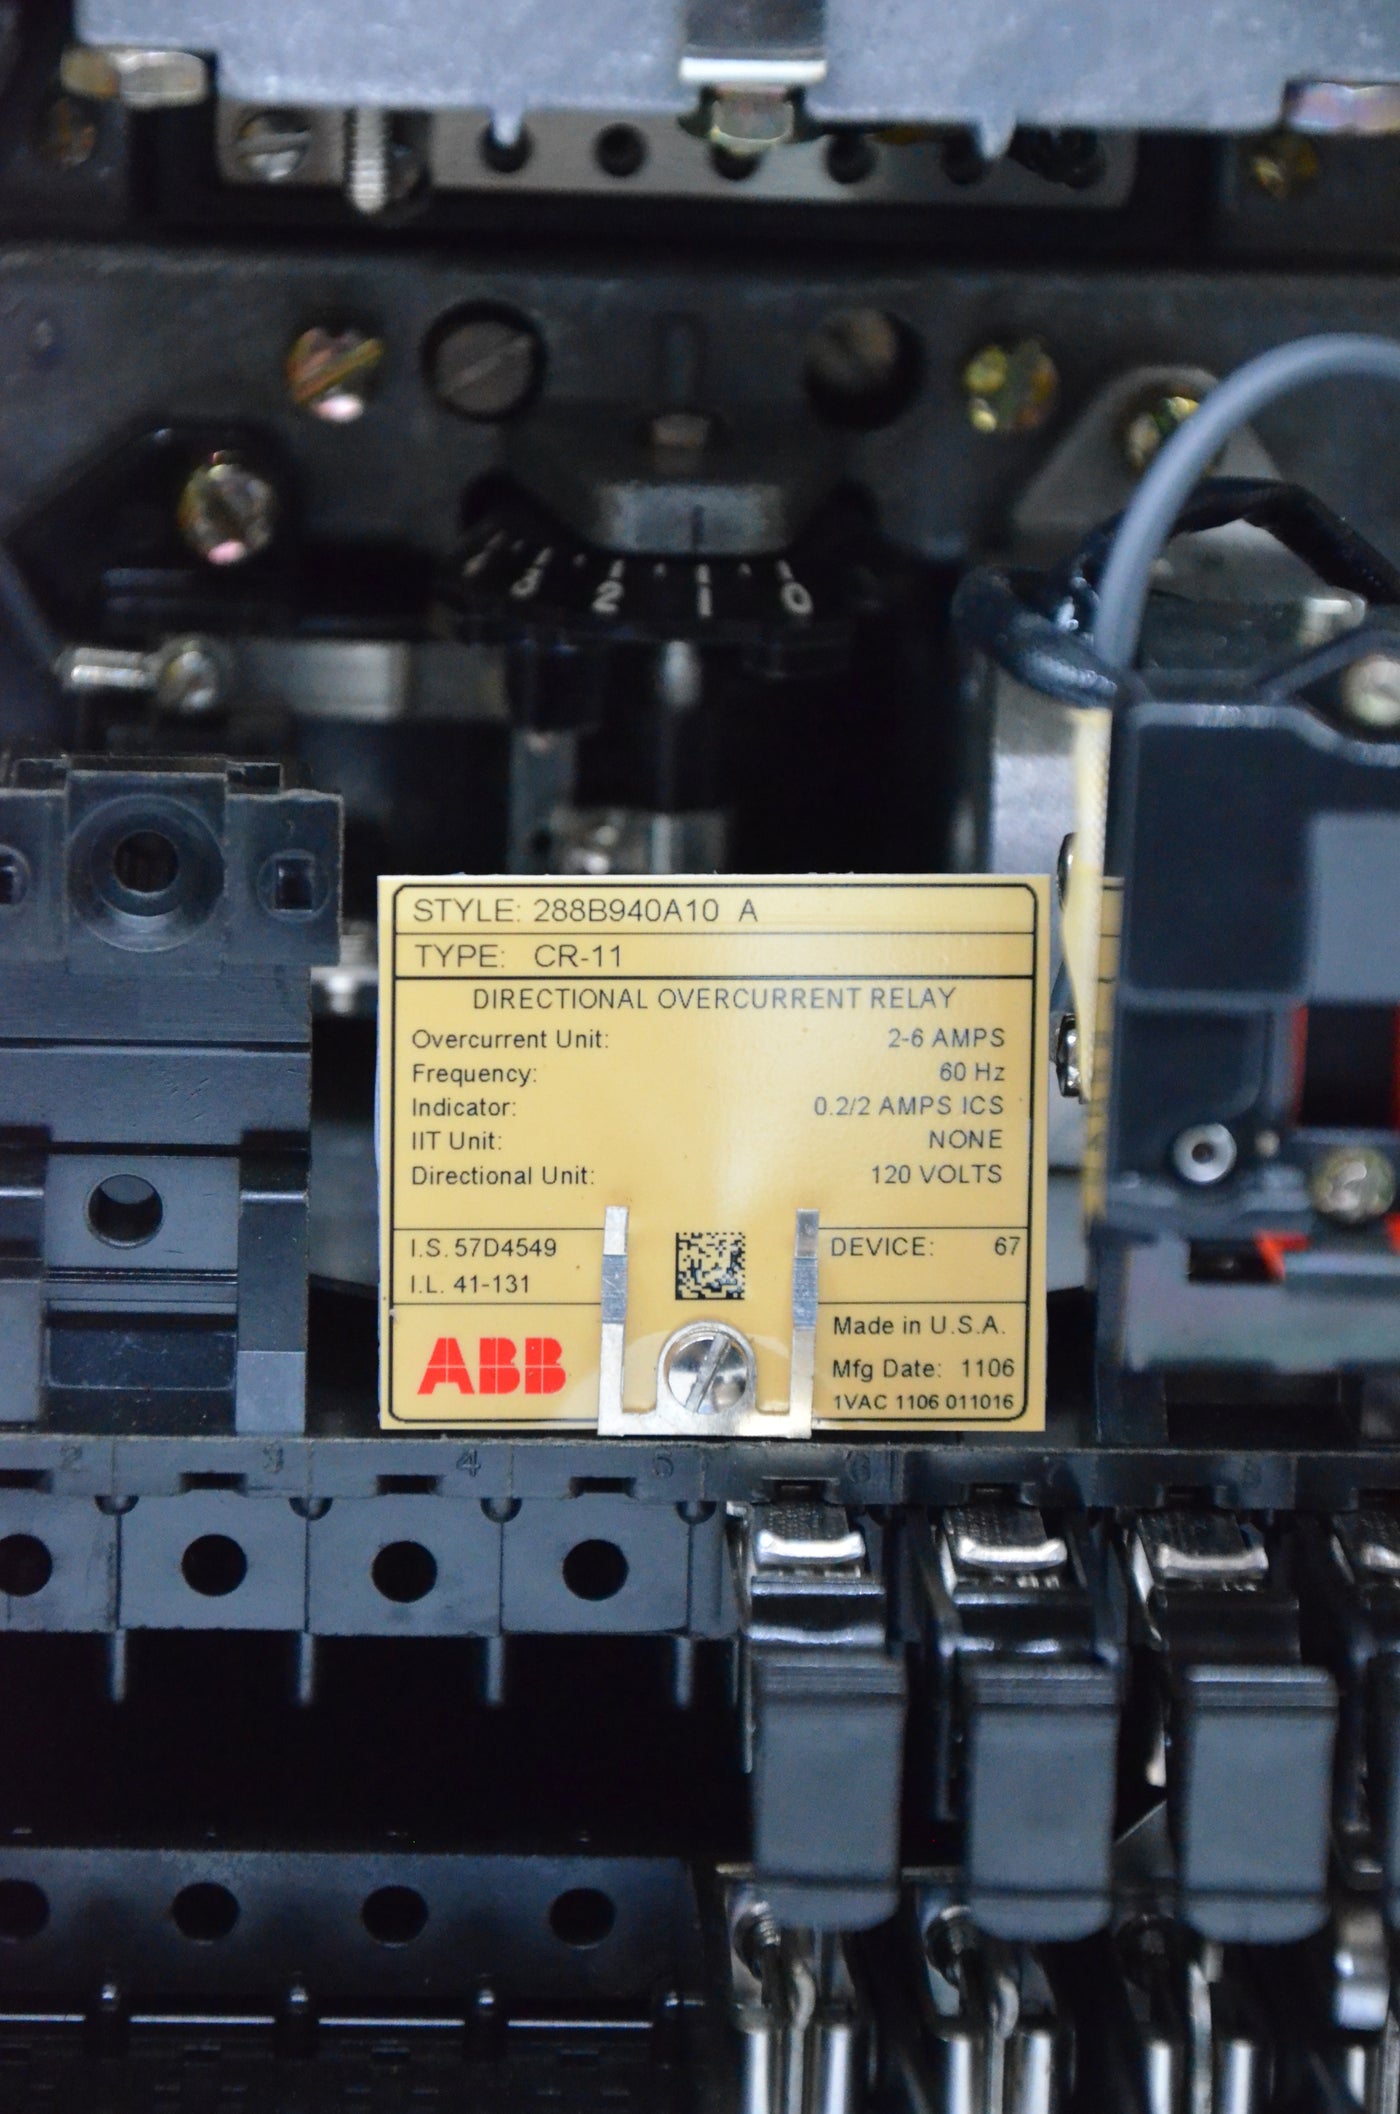 3 2 1 0
STYLE: 288B940A10 A
TYPE: CR-11
DIRECTIONAL OVERCURRENT RELAY
Overcurrent Unit: 2-6 AMPS
Frequency: 60 Hz
Indicator: 0.2/2 AMPS ICS
IIT Unit: NONE
Directional Unit: 120 VOLTS
I.S. 57D4549
I.L. 41-131
DEVICE: 67
ABB
Made in U.S.A.
Mfg Date: 1106
1VAC 1106 011016
2 3 4 5 6